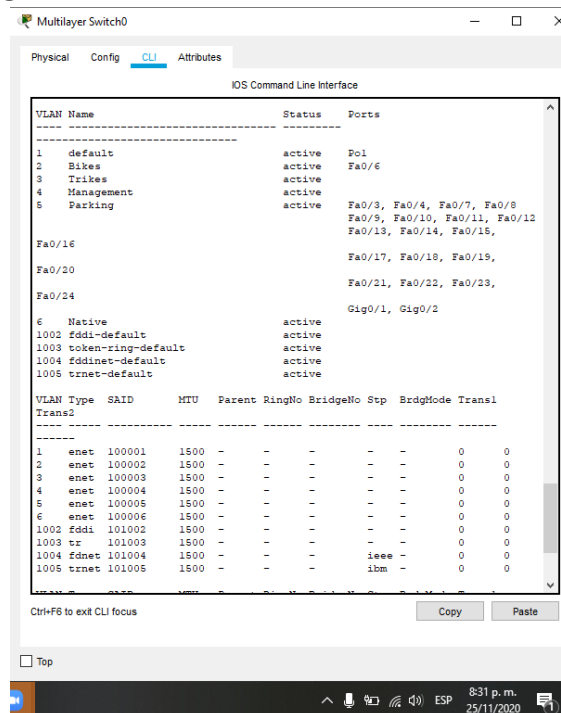 Multilayer Switch0
Physical Config CLI Attributes
IOS Command Line Interface
VLAN Name Status Ports
---- -------------------------------- ---------
-------------------------------
1 default active Po1
2 Bikes active Fa0/6
3 Trikes active
4 Management active
5 Parking active Fa0/3, Fa0/4, Fa0/7, Fa0/8
Fa0/9, Fa0/10, Fa0/11, Fa0/12
Fa0/13, Fa0/14, Fa0/15,
Fa0/16
Fa0/17, Fa0/18, Fa0/19,
Fa0/20
Fa0/21, Fa0/22, Fa0/23,
Fa0/24
Gig0/1, Gig0/2
6 Native active
1002 fddi-default active
1003 token-ring-default active
1004 fddinet-default active
1005 trnet-default active
VLAN Type SAID MTU Parent RingNo BridgeNo Stp BrdgMode Trans1
Trans2
---- ----- ---------- ----- ------ ------ -------- ---- -------- ------
------
1 enet 100001 1500 - - - - - 0 0
2 enet 100002 1500 - - - - - 0 0
3 enet 100003 1500 - - - - - 0 0
4 enet 100004 1500 - - - - - 0 0
5 enet 100005 1500 - - - - - 0 0
6 enet 100006 1500 - - - - - 0 0
1002 fddi 101002 1500 - - - - - 0 0
1003 tr 101003 1500 - - - - - 0 0
1004 fdnet 101004 1500 - - - ieee - 0 0
1005 trnet 101005 1500 - - - ibm - 0 0
Ctrl+F6 to exit CLI focus
Copy Paste
Top
ESP 8:31 p. m.
25/11/2020
1